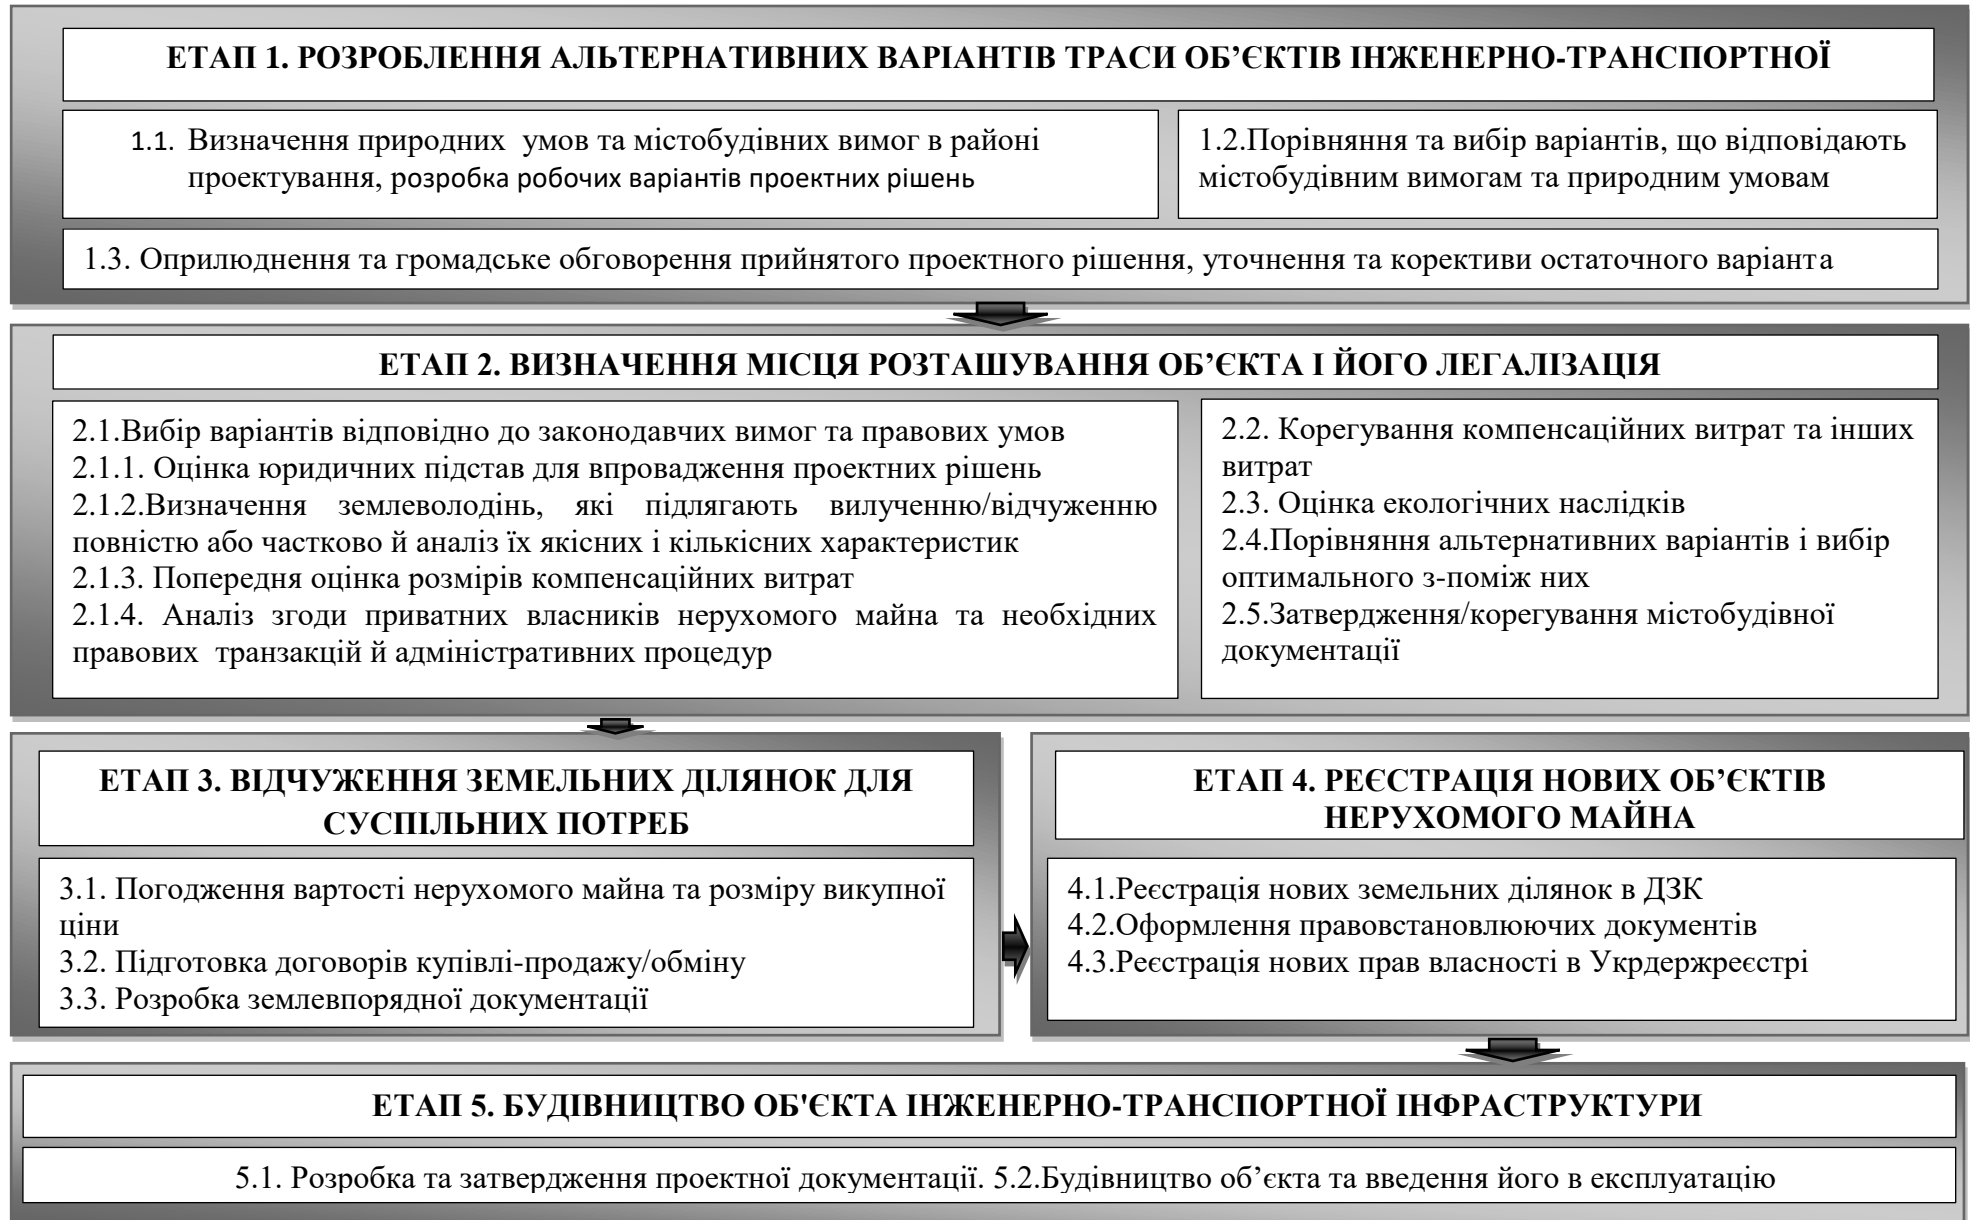 ЕТАП 1. РОЗРОБЛЕННЯ АЛЬТЕРНАТИВНИХ ВАРІАНТІВ ТРАСИ ОБ’ЄКТІВ ІНЖЕНЕРНО-ТРАНСПОРТНОЇ
1.1. Визначення природних умов та містобудівних вимог в районі
проектування, розробка робочих варіантів проектних рішень
1.2.Порівняння та вибір варіантів, що відповідають
містобудівним вимогам та природним умовам
1.3. Оприлюднення та громадське обговорення прийнятого проектного рішення, уточнення та корективи остаточного варіанта
ЕТАП 2. ВИЗНАЧЕННЯ МІСЦЯ РОЗТАШУВАННЯ ОБ’ЄКТА І ЙОГО ЛЕГАЛІЗАЦІЯ
2.1.Вибір варіантів відповідно до законодавчих вимог та правових умов
2.1.1. Оцінка юридичних підстав для впровадження проектних рішень
2.1.2.Визначення землеволодінь, які підлягають вилученню/відчуженню
повністю або частково й аналіз їх якісних і кількісних характеристик
2.1.3. Попередня оцінка розмірів компенсаційних витрат
2.1.4. Аналіз згоди приватних власників нерухомого майна та необхідних
правових транзакцій й адміністративних процедур
2.2. Корегування компенсаційних витрат та інших
витрат
2.3. Оцінка екологічних наслідків
2.4.Порівняння альтернативних варіантів і вибір
оптимального з-поміж них
2.5.Затвердження/корегування містобудівної
документації
ЕТАП 3. ВІДЧУЖЕННЯ ЗЕМЕЛЬНИХ ДІЛЯНОК ДЛЯ
СУСПІЛЬНИХ ПОТРЕБ
3.1. Погодження вартості нерухомого майна та розміру викупної
ціни
3.2. Підготовка договорів купівлі-продажу/обміну
3.3. Розробка землевпорядної документації
ЕТАП 4. РЕЄСТРАЦІЯ НОВИХ ОБ’ЄКТІВ
НЕРУХОМОГО МАЙНА
4.1.Реєстрація нових земельних ділянок в ДЗК
4.2.Оформлення правовстановлюючих документів
4.3.Реєстрація нових прав власності в Укрдержреєстрі
ЕТАП 5. БУДІВНИЦТВО ОБ'ЄКТА ІНЖЕНЕРНО-ТРАНСПОРТНОЇ ІНФРАСТРУКТУРИ
5.1. Розробка та затвердження проектної документації. 5.2.Будівництво об’єкта та введення його в експлуатацію